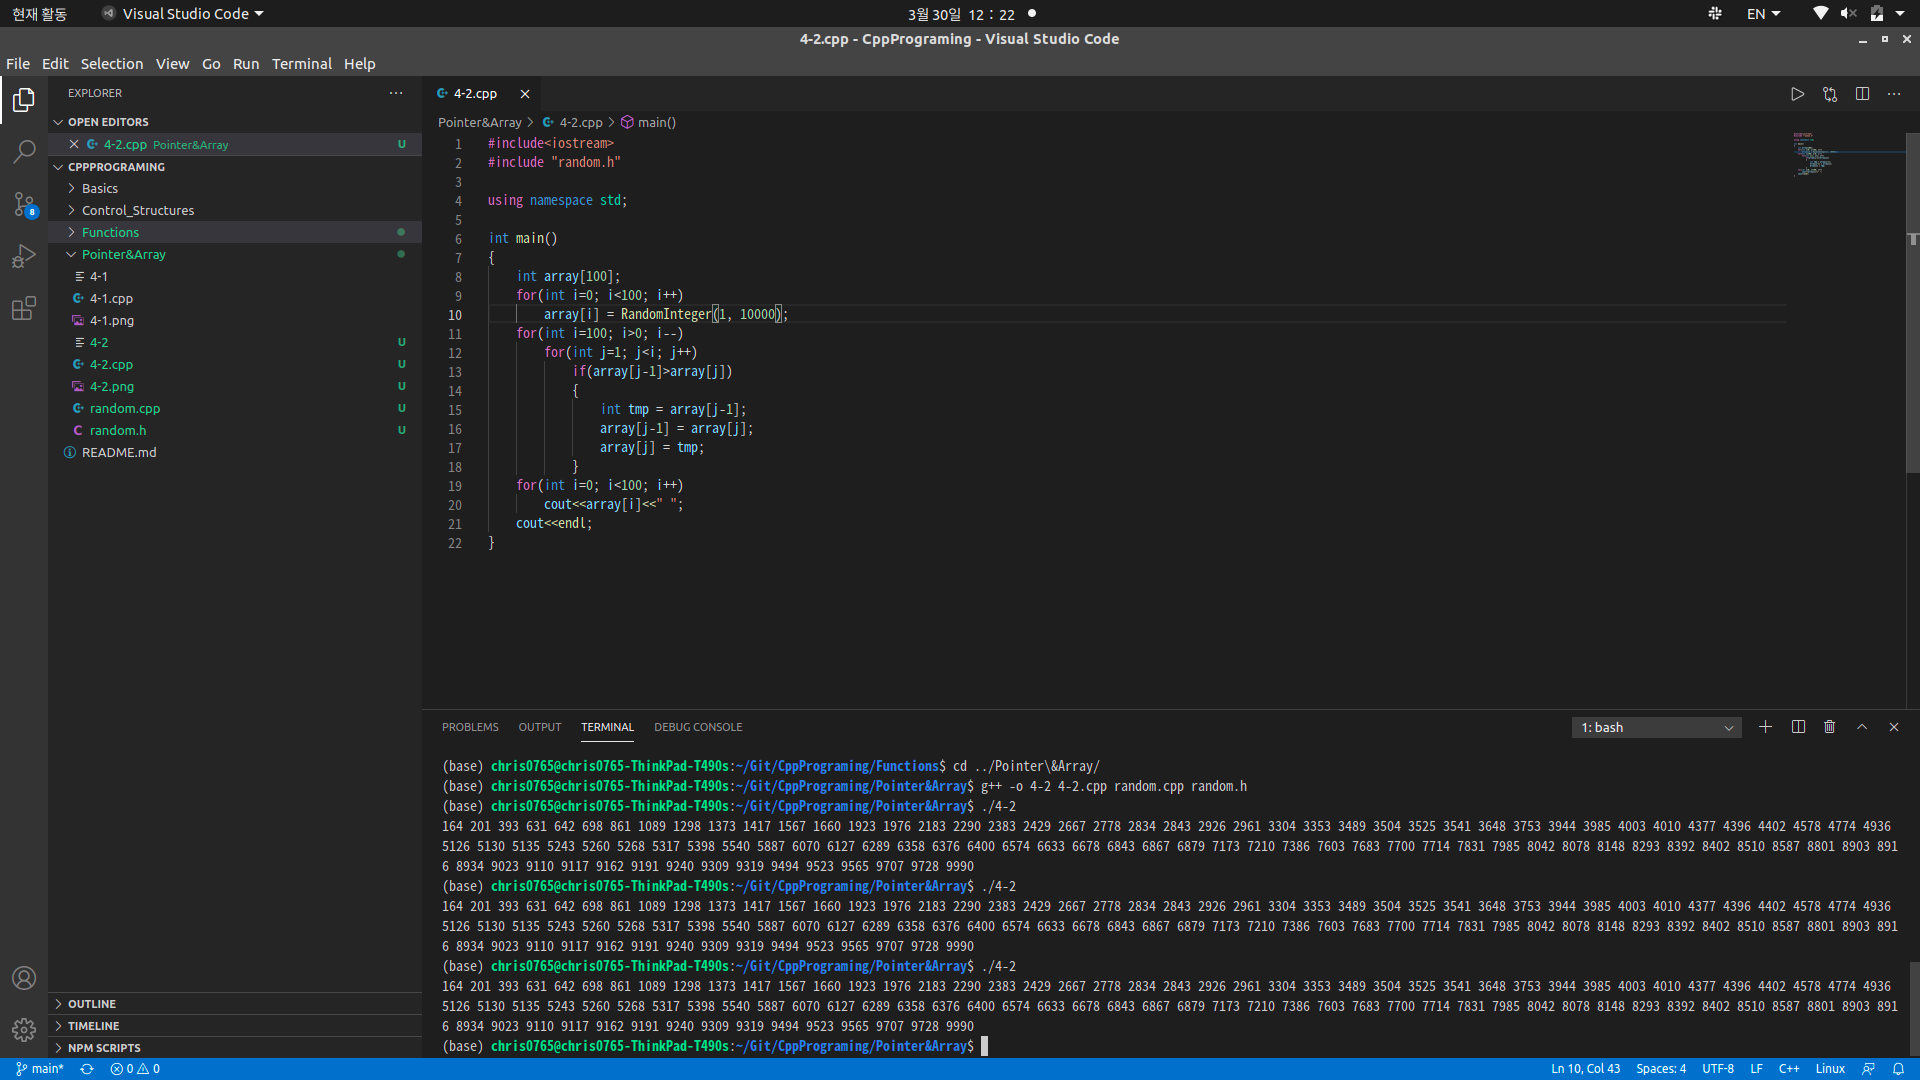 현재 활동
Visual Studio Code
3월 30일 12 : 22
EN
4-2.cpp - CppPrograming - Visual Studio Code
File Edit Selection View Go Run Terminal Help
EXPLORER
OPEN EDITORS
4-2.cpp Pointer&Array U
CPPPROGRAMING
Basics
Control_Structures
Functions
Pointer&Array
4-1
4-1.cpp
4-1.png
4-2 U
4-2.cpp U
4-2.png U
random.cpp U
random.h U
README.md
8
OUTLINE
TIMELINE
NPM SCRIPTS
4-2.cpp
Pointer&Array > 4-2.cpp > main()
1 #include<iostream>
2 #include "random.h"
3
4 using namespace std;
5
6 int main()
7 {
8 int array[100];
9 for(int i=0; i<100; i++)
10 array[i] = RandomInteger(1, 10000);
11 for(int i=100; i>0; i--)
12 for(int j=1; j<i; j++)
13 if(array[j-1]>array[j])
14 {
15 int tmp = array[j-1];
16 array[j-1] = array[j];
17 array[j] = tmp;
18 }
19 for(int i=0; i<100; i++)
20 cout<<array[i]<<" ";
21 cout<<endl;
22 }
PROBLEMS OUTPUT TERMINAL DEBUG CONSOLE
1: bash
(base) chris0765@chris0765-ThinkPad-T490s:~/Git/CppPrograming/Functions$ cd ../Pointer\&Array/
(base) chris0765@chris0765-ThinkPad-T490s:~/Git/CppPrograming/Pointer&Array$ g++ -o 4-2 4-2.cpp random.cpp random.h
(base) chris0765@chris0765-ThinkPad-T490s:~/Git/CppPrograming/Pointer&Array$ ./4-2
164 201 393 631 642 698 861 1089 1298 1373 1417 1567 1660 1923 1976 2183 2290 2383 2429 2667 2778 2834 2843 2926 2961 3304 3353 3489 3504 3525 3541 3648 3753 3944 3985 4003 4010 4377 4396 4402 4578 4774 4936
5126 5130 5135 5243 5260 5268 5317 5398 5540 5887 6070 6127 6289 6358 6376 6400 6574 6633 6678 6843 6867 6879 7173 7210 7386 7603 7683 7700 7714 7831 7985 8042 8078 8148 8293 8392 8402 8510 8587 8801 8903 891
6 8934 9023 9110 9117 9162 9191 9240 9309 9319 9494 9523 9565 9707 9728 9990
(base) chris0765@chris0765-ThinkPad-T490s:~/Git/CppPrograming/Pointer&Array$ ./4-2
164 201 393 631 642 698 861 1089 1298 1373 1417 1567 1660 1923 1976 2183 2290 2383 2429 2667 2778 2834 2843 2926 2961 3304 3353 3489 3504 3525 3541 3648 3753 3944 3985 4003 4010 4377 4396 4402 4578 4774 4936
5126 5130 5135 5243 5260 5268 5317 5398 5540 5887 6070 6127 6289 6358 6376 6400 6574 6633 6678 6843 6867 6879 7173 7210 7386 7603 7683 7700 7714 7831 7985 8042 8078 8148 8293 8392 8402 8510 8587 8801 8903 891
6 8934 9023 9110 9117 9162 9191 9240 9309 9319 9494 9523 9565 9707 9728 9990
(base) chris0765@chris0765-ThinkPad-T490s:~/Git/CppPrograming/Pointer&Array$ ./4-2
164 201 393 631 642 698 861 1089 1298 1373 1417 1567 1660 1923 1976 2183 2290 2383 2429 2667 2778 2834 2843 2926 2961 3304 3353 3489 3504 3525 3541 3648 3753 3944 3985 4003 4010 4377 4396 4402 4578 4774 4936
5126 5130 5135 5243 5260 5268 5317 5398 5540 5887 6070 6127 6289 6358 6376 6400 6574 6633 6678 6843 6867 6879 7173 7210 7386 7603 7683 7700 7714 7831 7985 8042 8078 8148 8293 8392 8402 8510 8587 8801 8903 891
6 8934 9023 9110 9117 9162 9191 9240 9309 9319 9494 9523 9565 9707 9728 9990
(base) chris0765@chris0765-ThinkPad-T490s:~/Git/CppPrograming/Pointer&Array$
main* 0 0 Ln 10, Col 43 Spaces: 4 UTF-8 LF C++ Linux